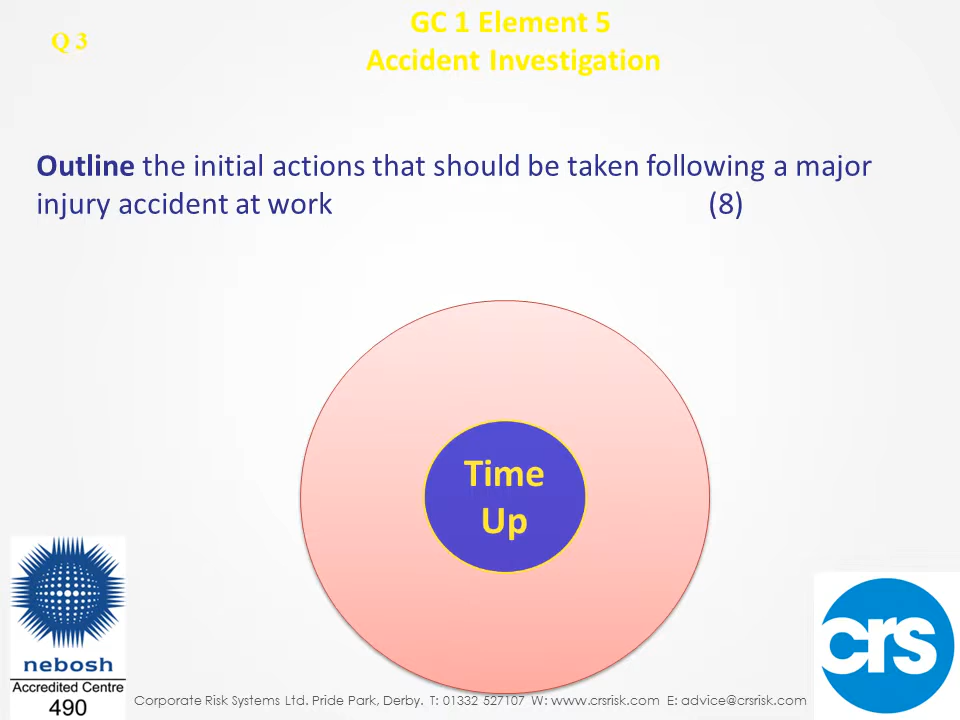 Q 3
GC 1 Element 5
Accident Investigation
Outline the initial actions that should be taken following a major
injury accident at work (8)
Time
Up
nebosh
Accredited Centre
490
Corporate Risk Systems Ltd. Pride Park, Derby. T: 01332 527107 W: www.crsrisk.com E: advice@crsrisk.com
crs